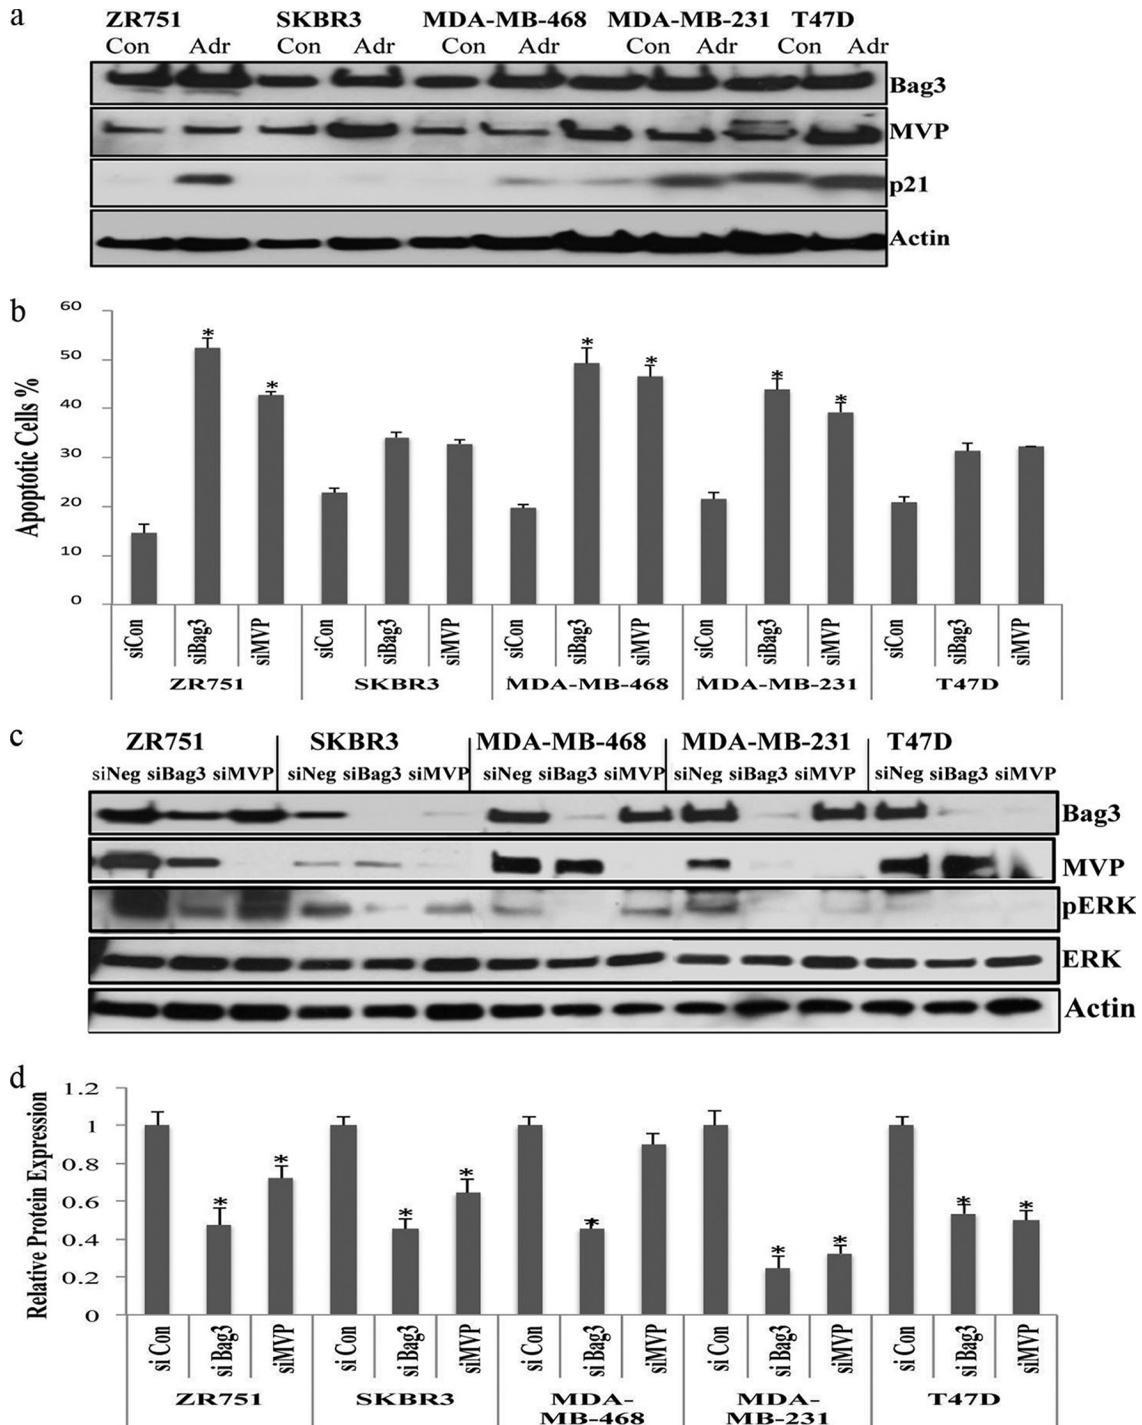 a
ZR751 SKBR3 MDA-MB-468 MDA-MB-231 T47D
Con Adr Con Adr Con Adr Con Adr Con Adr
Bag3
MVP
p21
Actin
b
Apoptotic Cells %
60
50
40
30
20
10
0
siCon siBag3 siMVP siCon siBag3 siMVP siCon siBag3 siMVP siCon siBag3 siMVP siCon siBag3 siMVP
ZR751 SKBR3 MDA-MB-468 MDA-MB-231 T47D
* * * * * *
c
ZR751 SKBR3 MDA-MB-468 MDA-MB-231 T47D
siNeg siBag3 siMVP siNeg siBag3 siMVP siNeg siBag3 siMVP siNeg siBag3 siMVP siNeg siBag3 siMVP
Bag3
MVP
pERK
ERK
Actin
d
Relative Protein Expression
1.2
1
0.8
0.6
0.4
0.2
0
* * * * * * * * *
si Con si Bag3 siMVP si Con si Bag3 siMVP si Con si Bag3 siMVP si Con si Bag3 siMVP si Con si Bag3 siMVP
ZR751 SKBR3 MDA-MB-468 MDA-MB-231 T47D